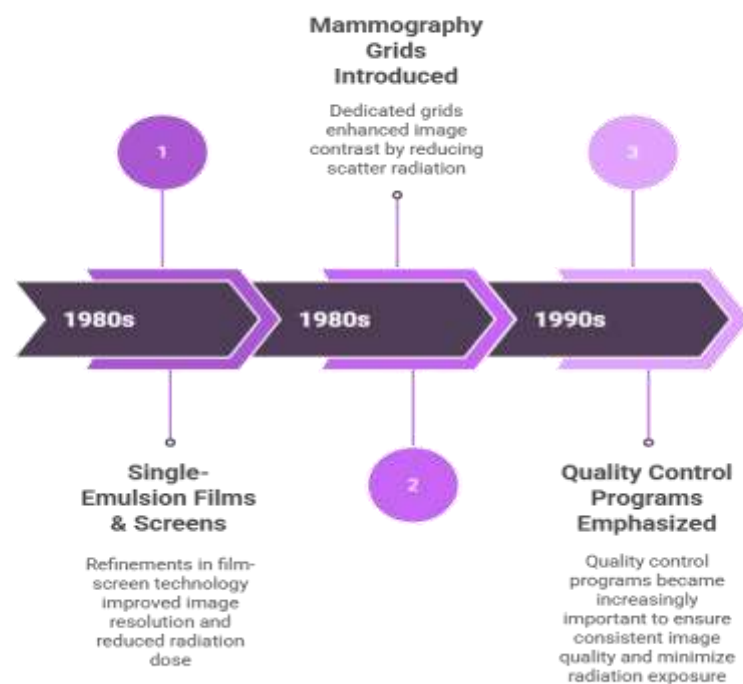 Mammography
Grids
Introduced
Dedicated grids
enhanced image
contrast by reducing
scatter radiation
1
3
1980s
1980s
1990s
2
Single-
Emulsion Films
& Screens
Refinements in film-
screen technology
improved image
resolution and
reduced radiation
dose
Quality Control
Programs
Emphasized
Quality control
programs became
increasingly
important to ensure
consistent image
quality and minimize
radiation exposure